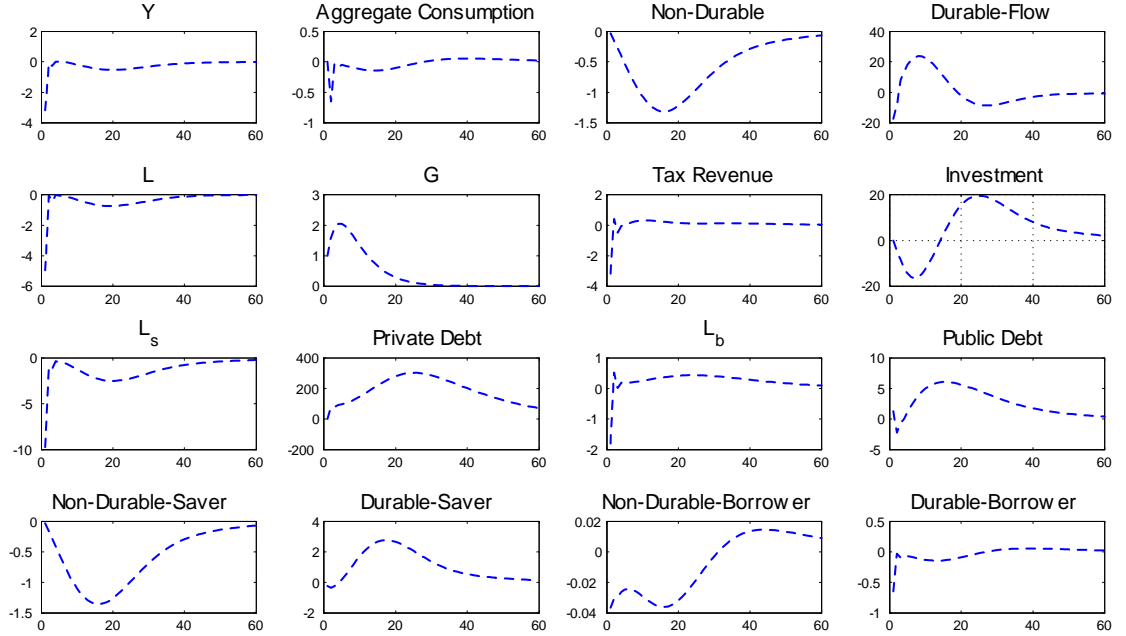 Y
Aggregate Consumption
Non-Durable
Durable-Flow
2
0
-2
-4
0 20 40 60
0.5
0
-0.5
-1
0 20 40 60
0
-0.5
-1
-1.5
0 20 40 60
40
20
0
-20
0 20 40 60
L
G
Tax Revenue
Investment
0
-2
-4
-6
0 20 40 60
3
2
1
0
0 20 40 60
2
0
-2
-4
0 20 40 60
20
0
-20
0 20 40 60
Ls
Private Debt
Lb
Public Debt
0
-5
-10
0 20 40 60
400
200
0
-200
0 20 40 60
1
0
-1
-2
0 20 40 60
10
5
0
-5
0 20 40 60
Non-Durable-Saver
Durable-Saver
Non-Durable-Borrower
Durable-Borrower
0
-0.5
-1
-1.5
0 20 40 60
4
2
0
-2
0 20 40 60
0.02
0
-0.02
-0.04
0 20 40 60
0.5
0
-0.5
-1
0 20 40 60